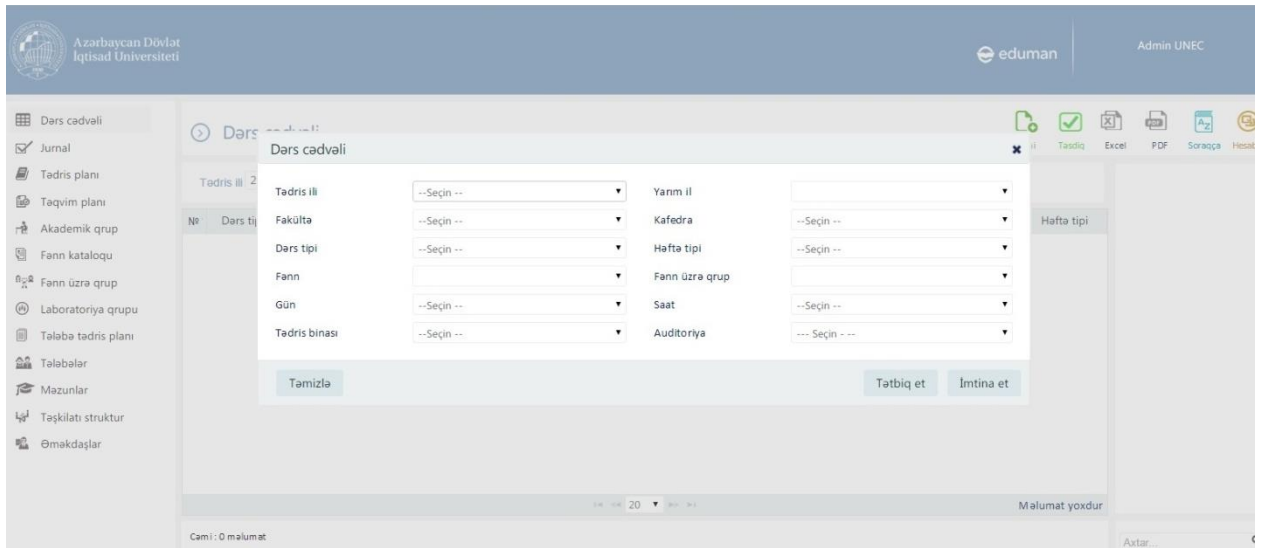 Azərbaycan Dövlət
İqtisad Universiteti
eduman
Admin UNEC
Dərs cədvəli
Jurnal
Tədris planı
Təqvim planı
Akademik qrup
Fənn kataloqu
Fənn üzrə qrup
Laboratoriya qrupu
Tələbə tədris planı
Tələbələr
Məzunlar
Təşkilatı struktur
Əməkdaşlar
Dərs
Təsdiq
Excel
PDF
Soraqça
Tədris ili 2
№ Dərs
Həftə tipi
Dərs cədvəli
Tədris ili --Seçin -- Yarım il
Fakültə --Seçin -- Kafedra --Seçin --
Dərs tipi --Seçin -- Həftə tipi --Seçin --
Fənn Fənn üzrə qrup
Gün --Seçin -- Saat --Seçin --
Tədris binası --Seçin -- Auditoriya --- Seçin - --
Təmizlə Tətbiq et İmtina et
20 Məlumat yoxdur
Cəmi : 0 məlumat
Axtar...